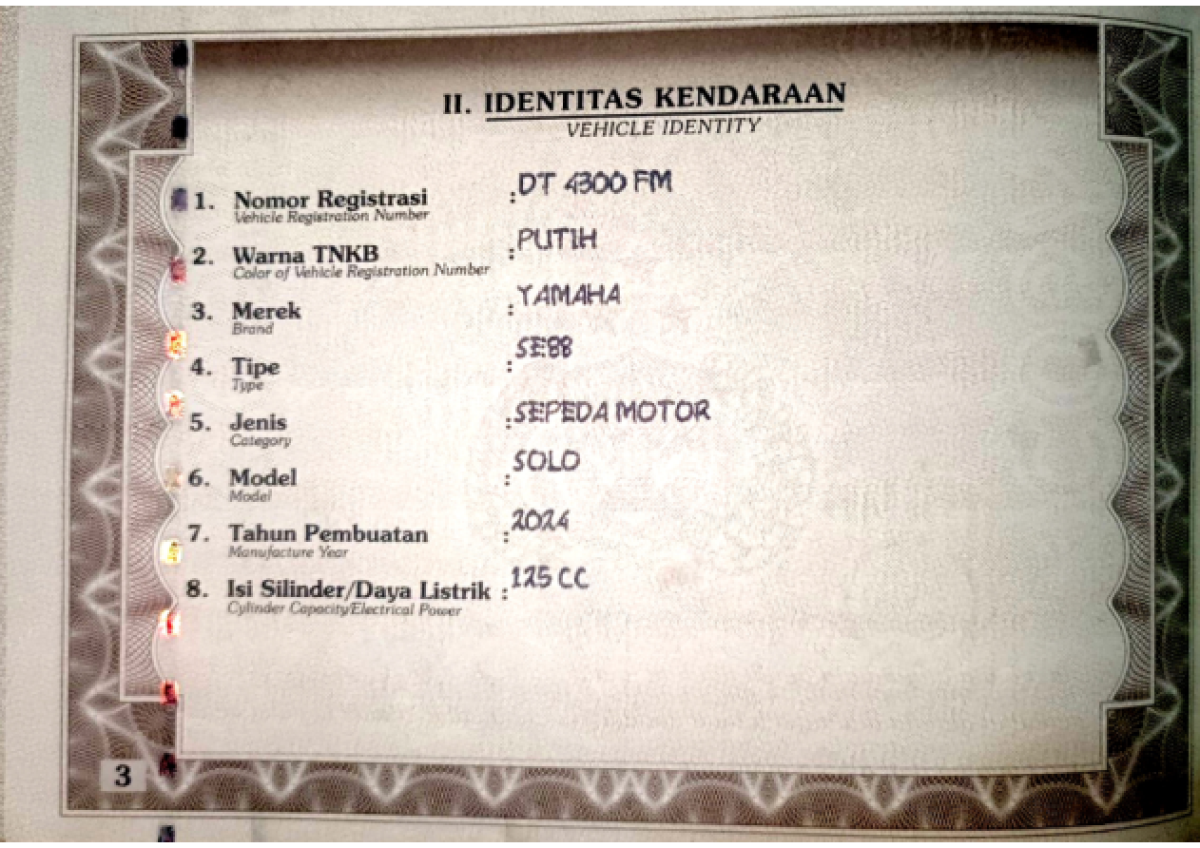 II. IDENTITAS KENDARAAN
VEHICLE IDENTITY
1. Nomor Registrasi : DT 4300 FM
Vehicle Registration Number
2. Warna TNKB : PUTIH
Color of Vehicle Registration Number
3. Merek : YAMAHA
Brand
4. Tipe : SE88
Type
5. Jenis : SEPEDA MOTOR
Category
6. Model : SOLO
Model
7. Tahun Pembuatan : 2024
Manufacture Year
8. Isi Silinder/Daya Listrik : 125 CC
Cylinder Capacity/Electrical Power
3